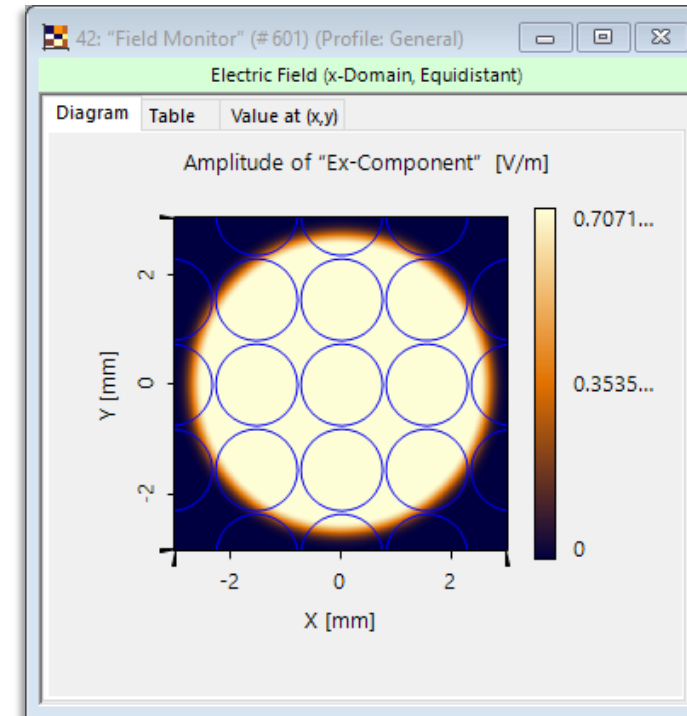 42: "Field Monitor" (#601) (Profile: General)
Electric Field (x-Domain, Equidistant)
Diagram Table Value at (x,y)
Amplitude of "Ex-Component" [V/m]
0.7071...
2
0
0.3535...
-2
0
Y [mm]
-2 0 2
X [mm]